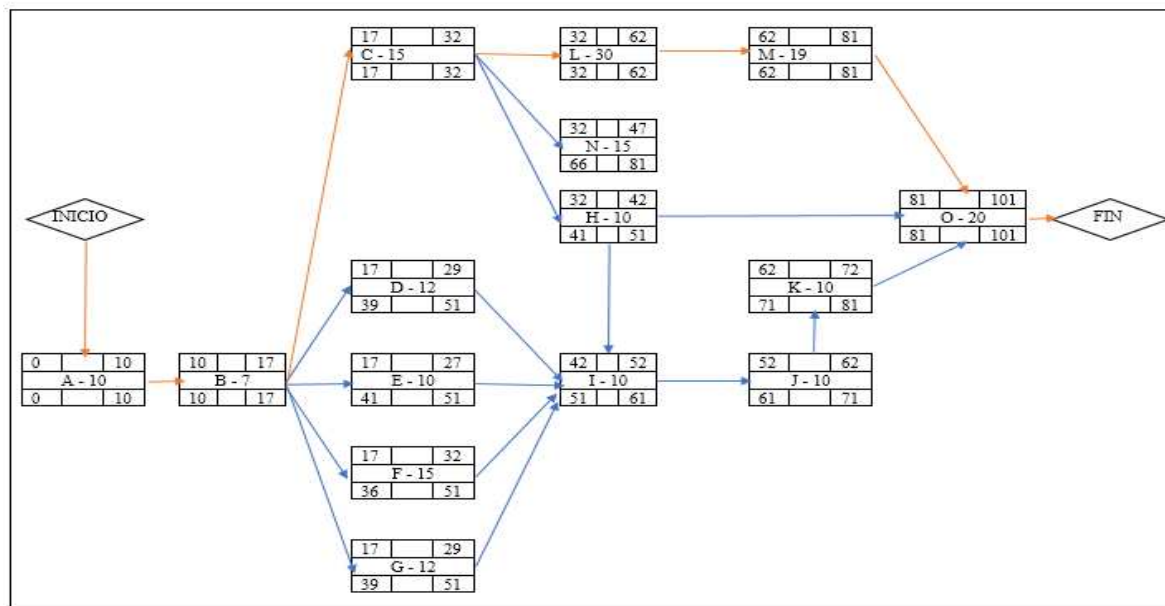 17 32
C - 15
17 32
32 62
L - 30
32 62
62 81
M - 19
62 81
32 47
N - 15
66 81
INICIO
32 42
H - 10
41 51
81 101
O - 20
81 101
FIN
17 29
D - 12
39 51
62 72
K - 10
71 81
0 10
A - 10
0 10
10 17
B - 7
10 17
17 27
E - 10
41 51
42 52
I - 10
51 61
52 62
J - 10
61 71
17 32
F - 15
36 51
17 29
G - 12
39 51